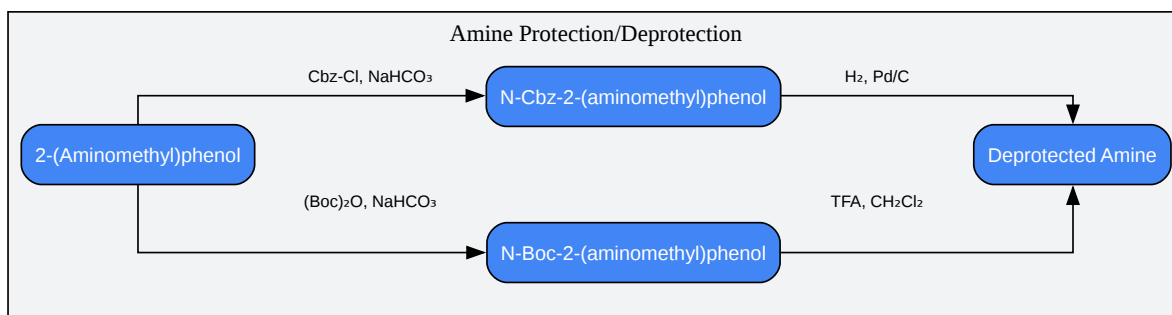 Amine Protection/Deprotection
Cbz-Cl, NaHCO₃
N-Cbz-2-(aminomethyl)phenol
H₂, Pd/C
2-(Aminomethyl)phenol
Deprotected Amine
(Boc)₂O, NaHCO₃
TFA, CH₂Cl₂
N-Boc-2-(aminomethyl)phenol